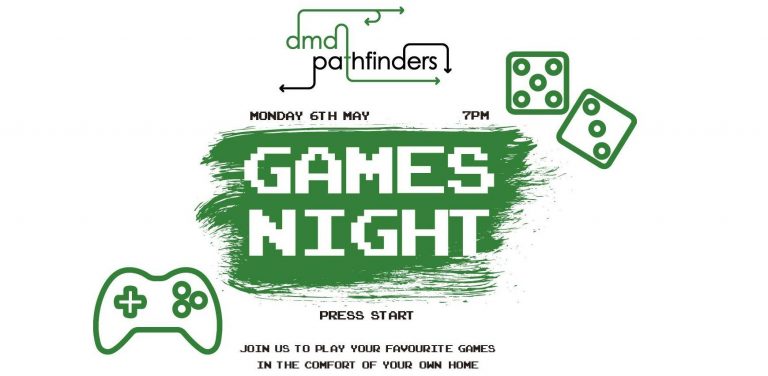 dmd
pathfinders
MONDAY 6TH MAY 7PM
GAMES
NIGHT
PRESS START
JOIN US TO PLAY YOUR FAVOURITE GAMES
IN THE COMFORT OF YOUR OWN HOME